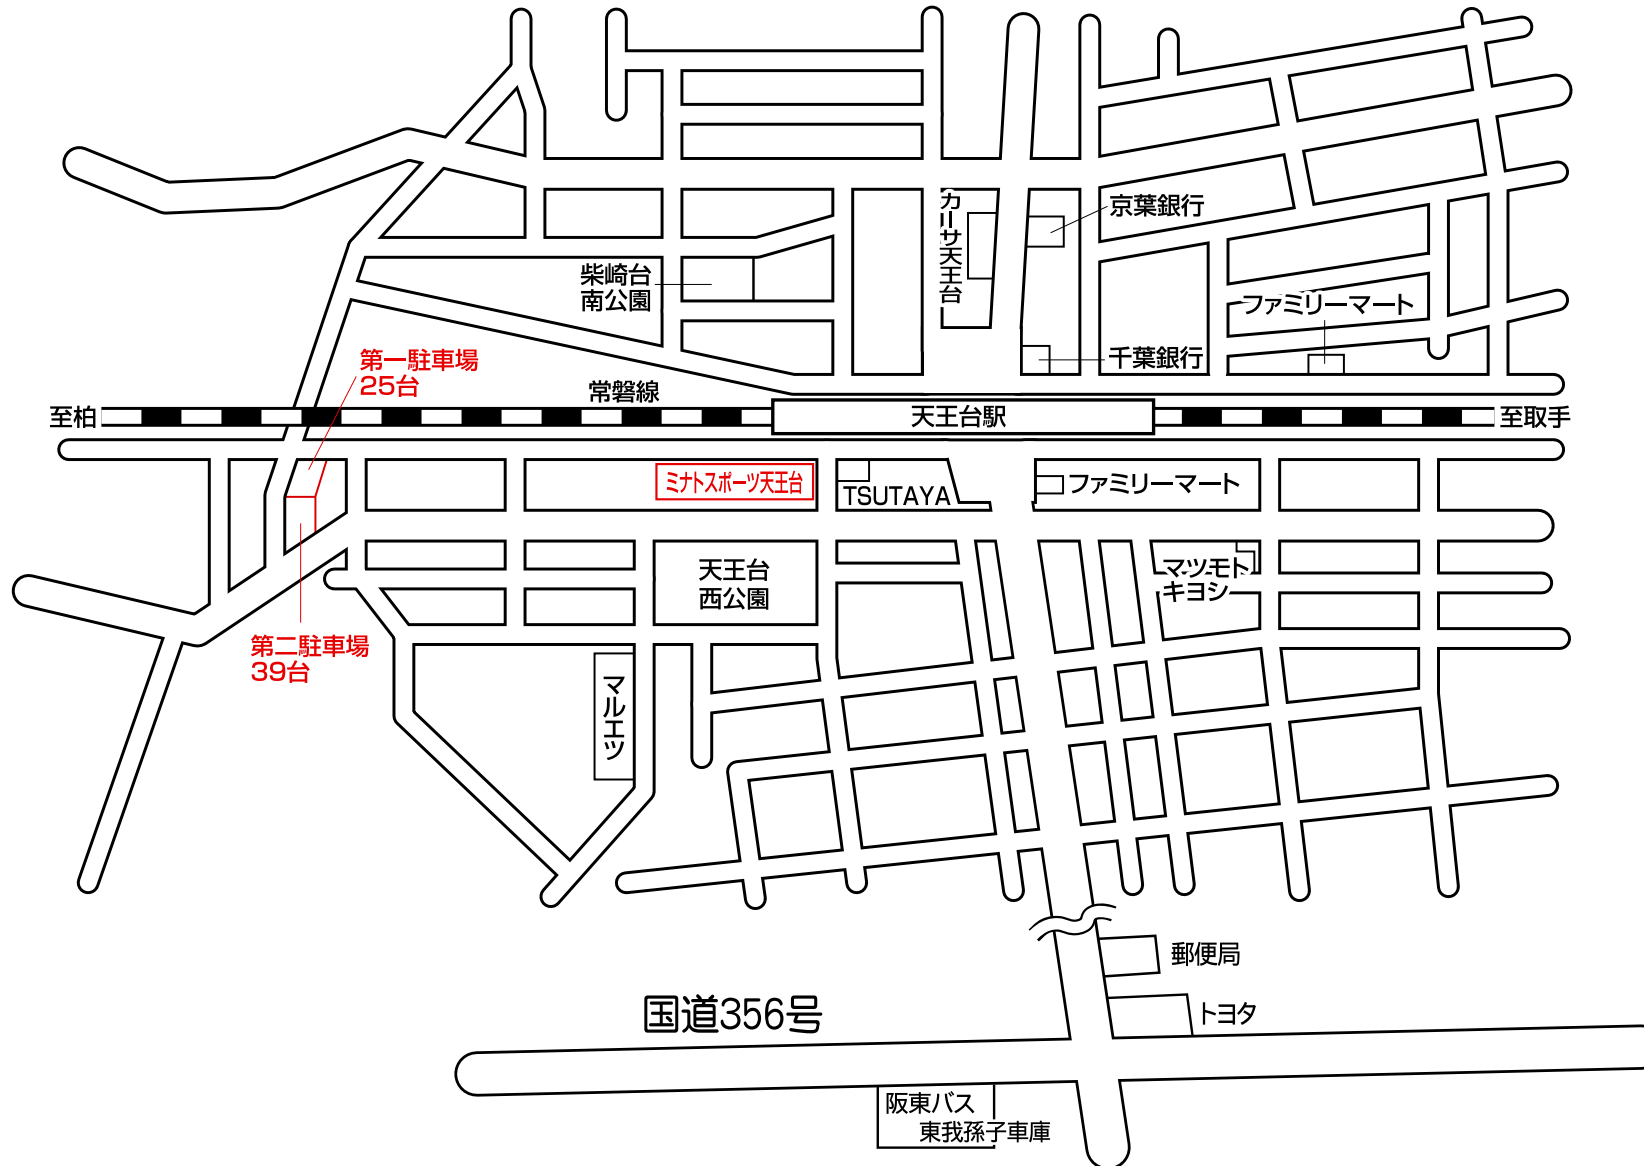 カーサ天王台
京葉銀行
柴崎台
南公園
ファミリーマート
第一駐車場
25台
千葉銀行
常磐線
至柏
天王台駅
至取手
ミナトスポーツ天王台
TSUTAYA
ファミリーマート
天王台
西公園
マツモト
キヨシ
第二駐車場
39台
マルエツ
郵便局
国道356号
トヨタ
阪東バス
東我孫子車庫